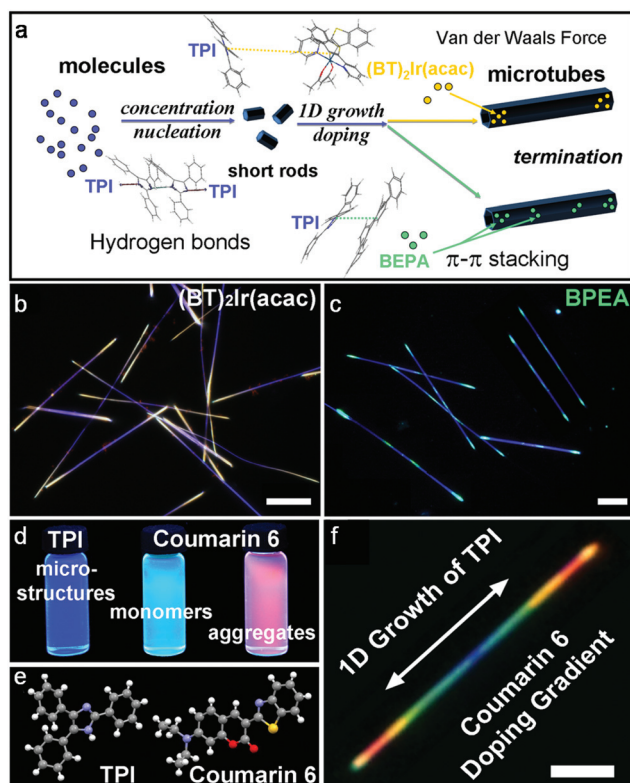 a
TPI
Van der Waals Force
(BT)₂Ir(acac)
molecules
microtubes
concentration
nucleation
1D growth
doping
short rods
termination
TPI
TPI
TPI
Hydrogen bonds
BEPA
π-π stacking
b
(BT)₂Ir(acac)
c
BPEA
d
TPI
micro-
structures
Coumarin 6
monomers
aggregates
e
TPI
Coumarin 6
f
1D Growth of TPI
Coumarin 6
Doping Gradient